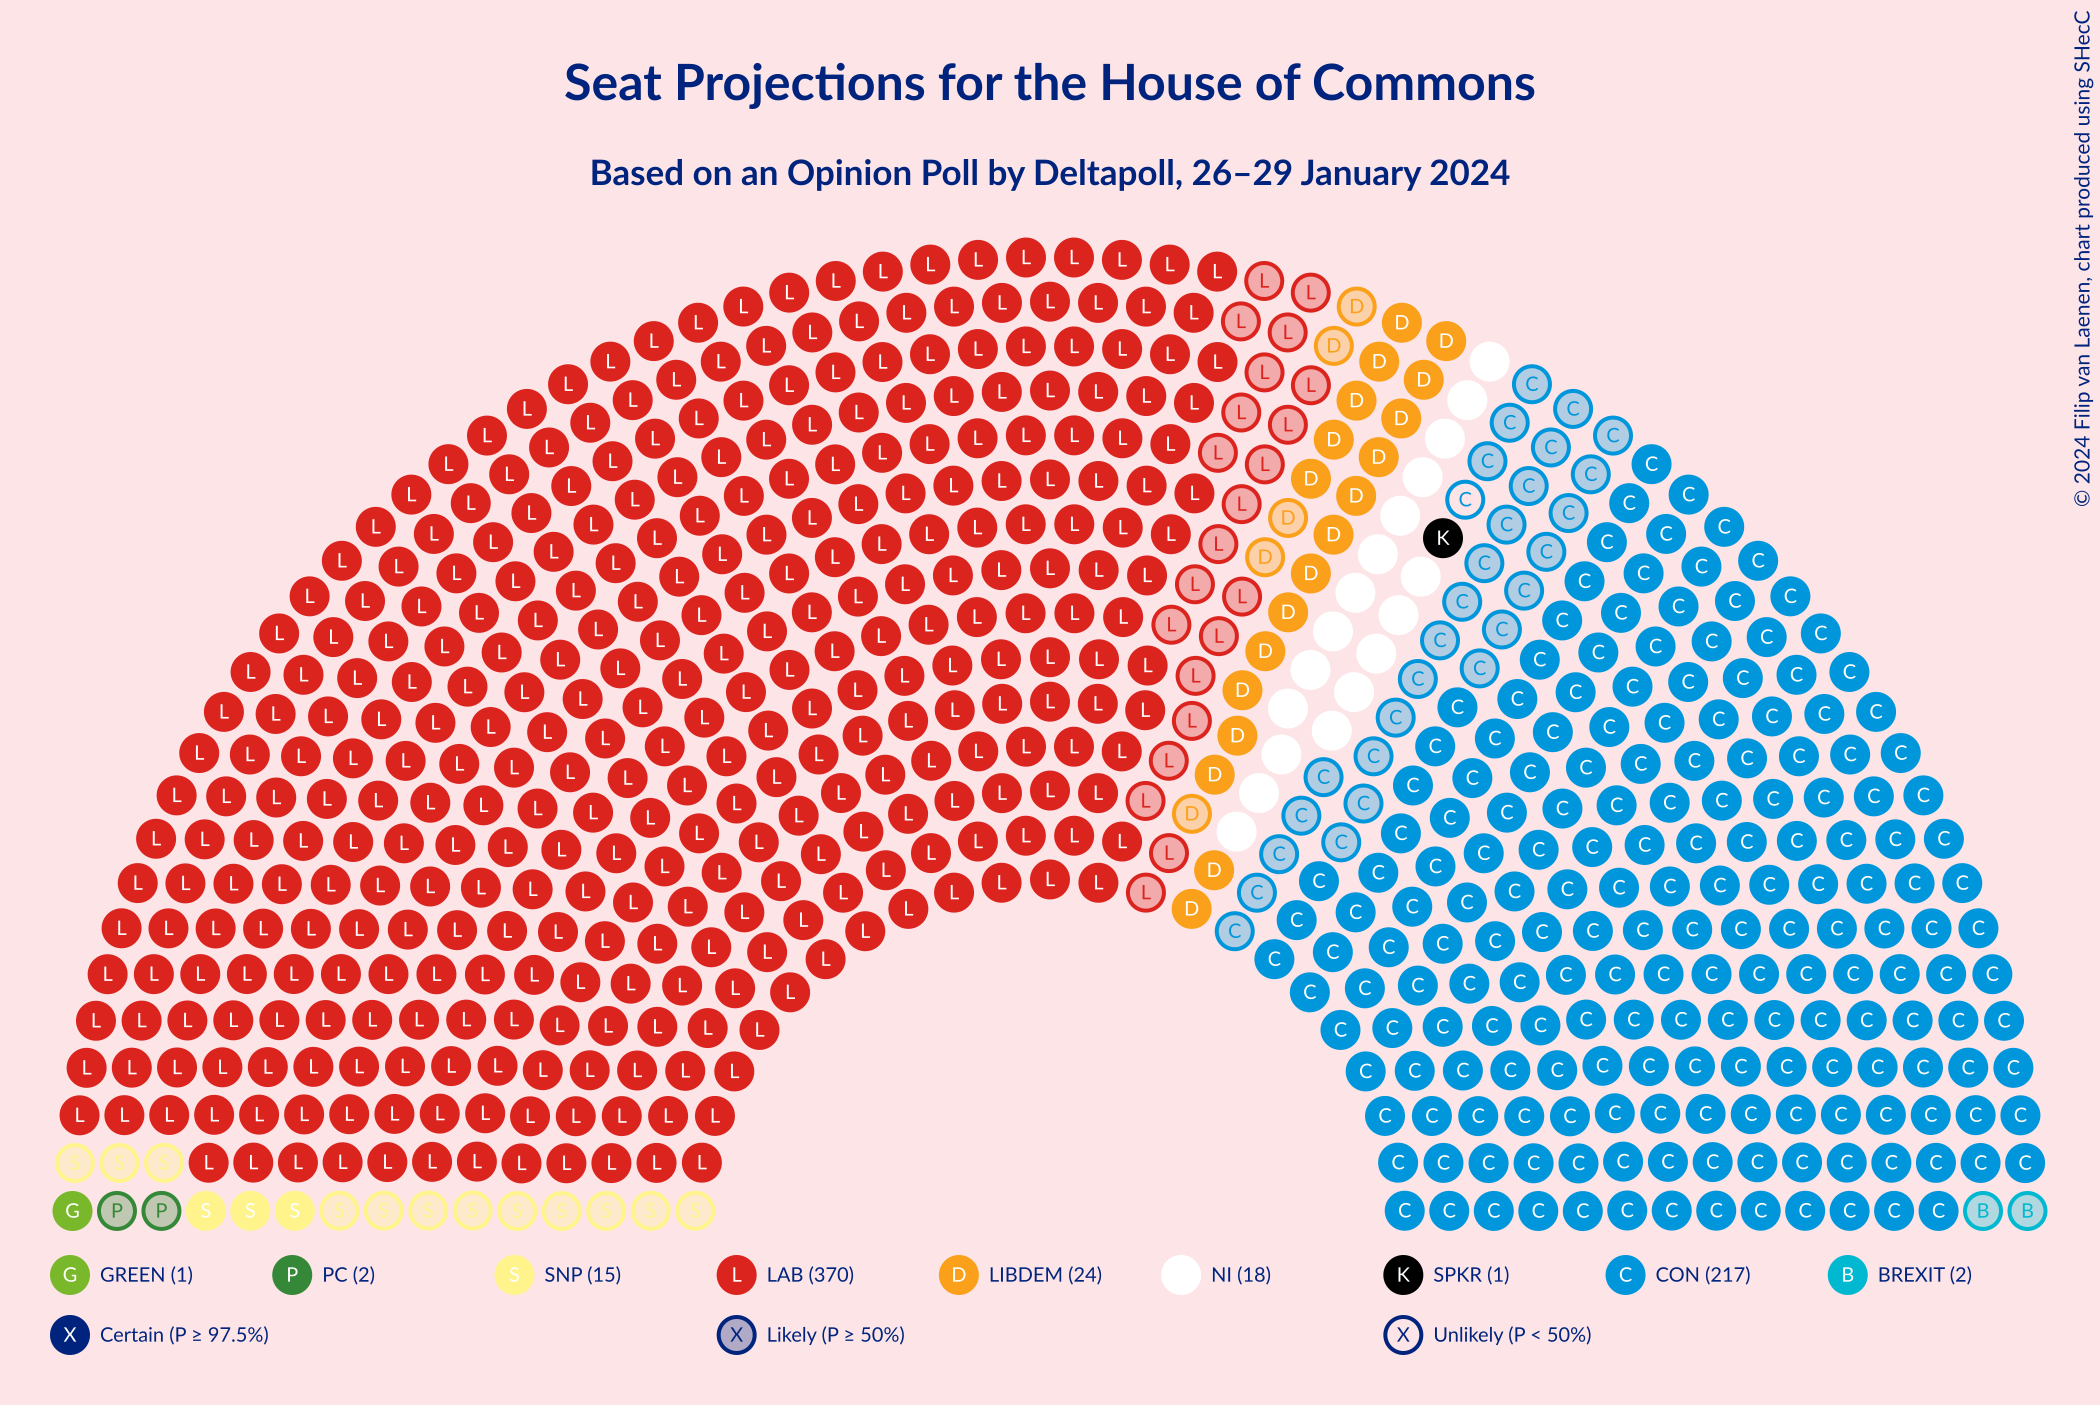 Seat Projections for the House of Commons
Based on an Opinion Poll by Deltapoll, 26–29 January 2024
© 2024 Filip van Laenen, chart produced using SHecC
G GREEN (1)
P PC (2)
S SNP (15)
L LAB (370)
D LIBDEM (24)
NI (18)
K SPKR (1)
C CON (217)
B BREXIT (2)
X Certain (P ≥ 97.5%)
X Likely (P ≥ 50%)
X Unlikely (P < 50%)